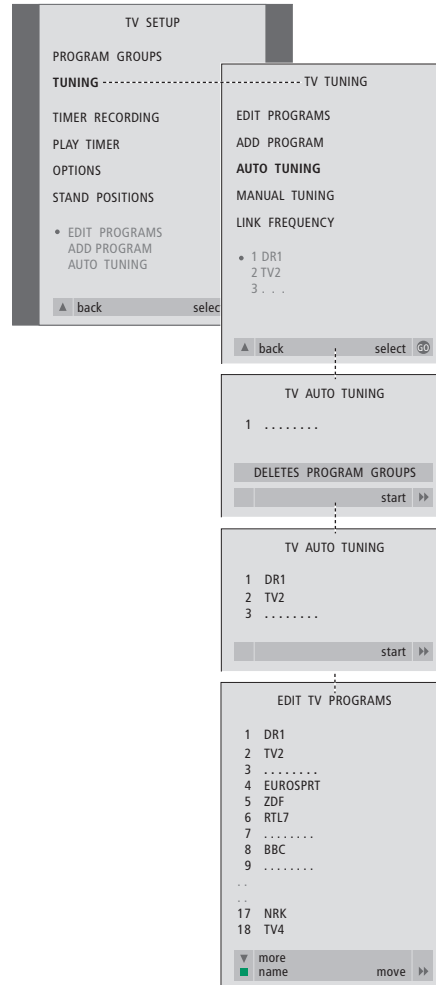 TV SETUP
PROGRAM GROUPS
TUNING
TIMER RECORDING
PLAY TIMER
OPTIONS
STAND POSITIONS
• EDIT PROGRAMS
ADD PROGRAM
AUTO TUNING
▲ back selec
TV TUNING
EDIT PROGRAMS
ADD PROGRAM
AUTO TUNING
MANUAL TUNING
LINK FREQUENCY
• 1 DR1
2 TV2
3 . . .
▲ back select GO
TV AUTO TUNING
1 ........
DELETES PROGRAM GROUPS
start
TV AUTO TUNING
1 DR1
2 TV2
3 ........
start
EDIT TV PROGRAMS
1 DR1
2 TV2
3 ........
4 EUROSPRT
5 ZDF
6 RTL7
7 ........
8 BBC
9 ........
. .
. .
17 NRK
18 TV4
▼ more
name move